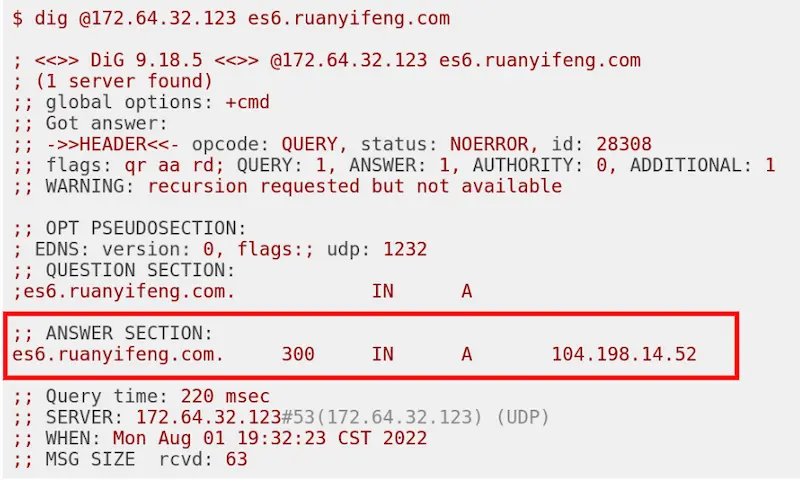 $ dig @172.64.32.123 es6.ruanyifeng.com
; <<>> DiG 9.18.5 <<>> @172.64.32.123 es6.ruanyifeng.com
; (1 server found)
;; global options: +cmd
;; Got answer:
;; ->>HEADER<<- opcode: QUERY, status: NOERROR, id: 28308
;; flags: qr aa rd; QUERY: 1, ANSWER: 1, AUTHORITY: 0, ADDITIONAL: 1
;; WARNING: recursion requested but not available
;; OPT PSEUDOSECTION:
; EDNS: version: 0, flags:; udp: 1232
;; QUESTION SECTION:
;es6.ruanyifeng.com. IN A
;; ANSWER SECTION:
es6.ruanyifeng.com. 300 IN A 104.198.14.52
;; Query time: 220 msec
;; SERVER: 172.64.32.123#53(172.64.32.123) (UDP)
;; WHEN: Mon Aug 01 19:32:23 CST 2022
;; MSG SIZE rcvd: 63